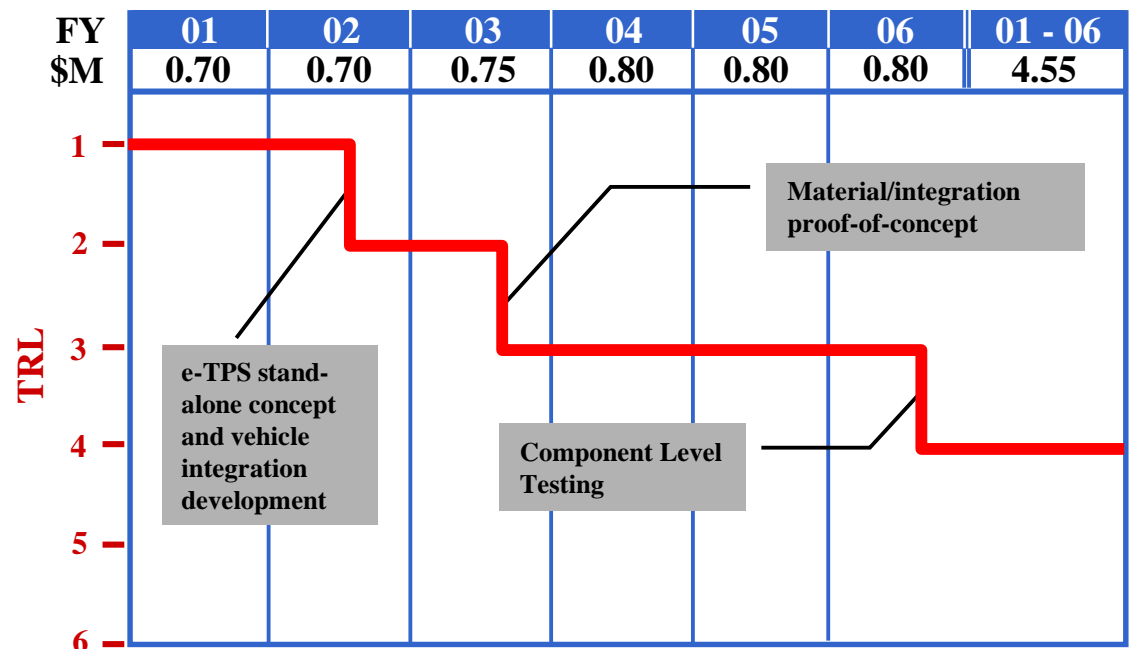 FY 01 02 03 04 05 06 01 - 06
$M 0.70 0.70 0.75 0.80 0.80 0.80 4.55
1
Material/integration
proof-of-concept
2
TRL
3
e-TPS stand-
alone concept
and vehicle
integration
development
4
Component Level
Testing
5
6